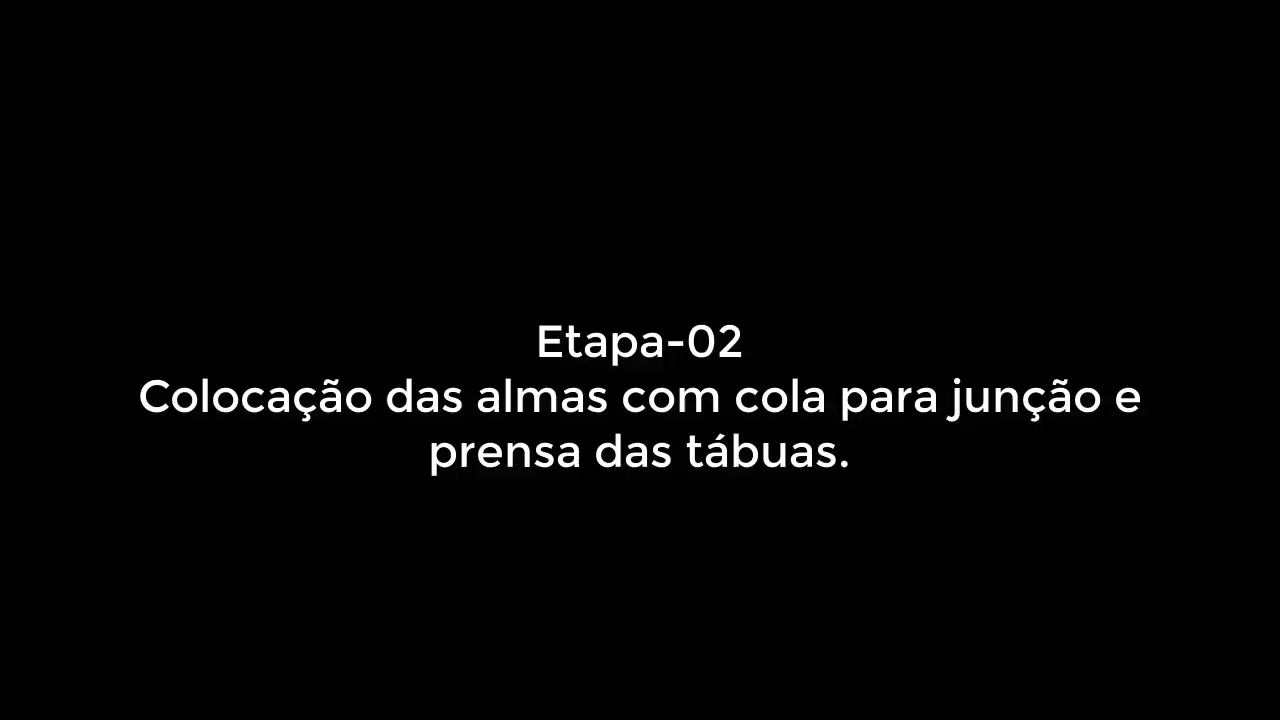 Etapa-02
Colocação das almas com cola para junção e
prensa das tábuas.